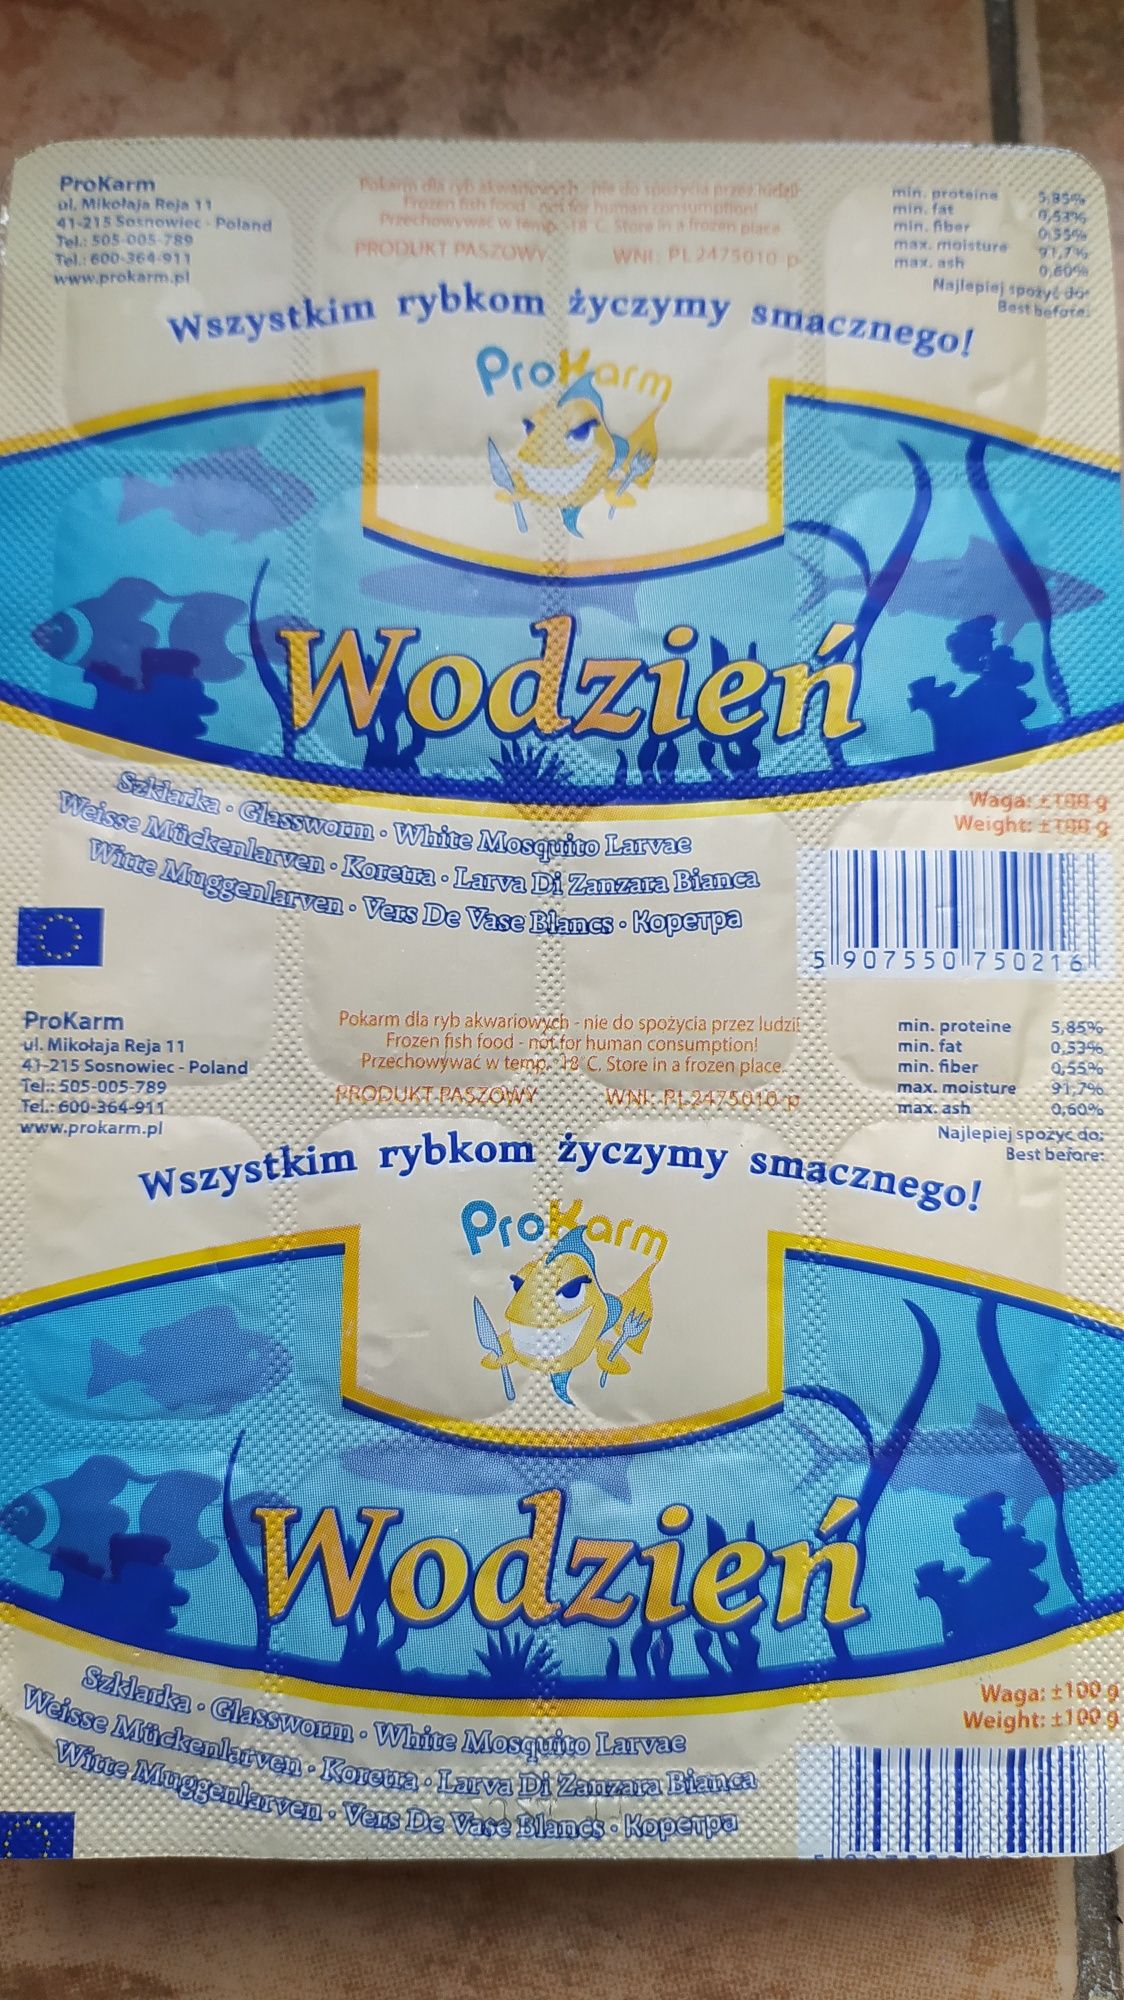 ProKarm
ul. Mikołaja Reja 11
41-215 Sosnowiec - Poland
Tel.: 505-005-789
Tel.: 600-364-911
www.prokarm.pl
Pokarm dla ryb akwariowych - nie do spożycia przez ludzi!
Frozen fish food - not for human consumption!
Przechowywać w temp. -18 C. Store in a frozen place
PRODUKT PASZOWY WNI: PL2475010 p
min. proteine 5,85%
min. fat 0,53%
min. fiber 0,55%
max. moisture 91,7%
max. ash 0,60%
Najlepiej spożyć do:
Best before:
Wszystkim rybkom życzymy smacznego!
ProKarm
Wodzień
Szklarka · Glassworm · White Mosquito Larvae
Weisse Mückenlarven · Koretra · Larva Di Zanzara Bianca
Witte Muggenlarven · Vers De Vase Blancs · Коретра
Waga: ±100 g
Weight: ±100 g
5 907550 750216
ProKarm
ul. Mikołaja Reja 11
41-215 Sosnowiec - Poland
Tel.: 505-005-789
Tel.: 600-364-911
www.prokarm.pl
Pokarm dla ryb akwariowych - nie do spożycia przez ludzi!
Frozen fish food - not for human consumption!
Przechowywać w temp. -18 C. Store in a frozen place.
PRODUKT PASZOWY WNI: PL2475010 p
min. proteine 5,85%
min. fat 0,53%
min. fiber 0,55%
max. moisture 91,7%
max. ash 0,60%
Najlepiej spożyć do:
Best before:
Wszystkim rybkom życzymy smacznego!
ProKarm
Wodzień
Szklarka · Glassworm · White Mosquito Larvae
Weisse Mückenlarven · Koretra · Larva Di Zanzara Bianca
Witte Muggenlarven · Vers De Vase Blancs · Коретра
Waga: ±100 g
Weight: ±100 g